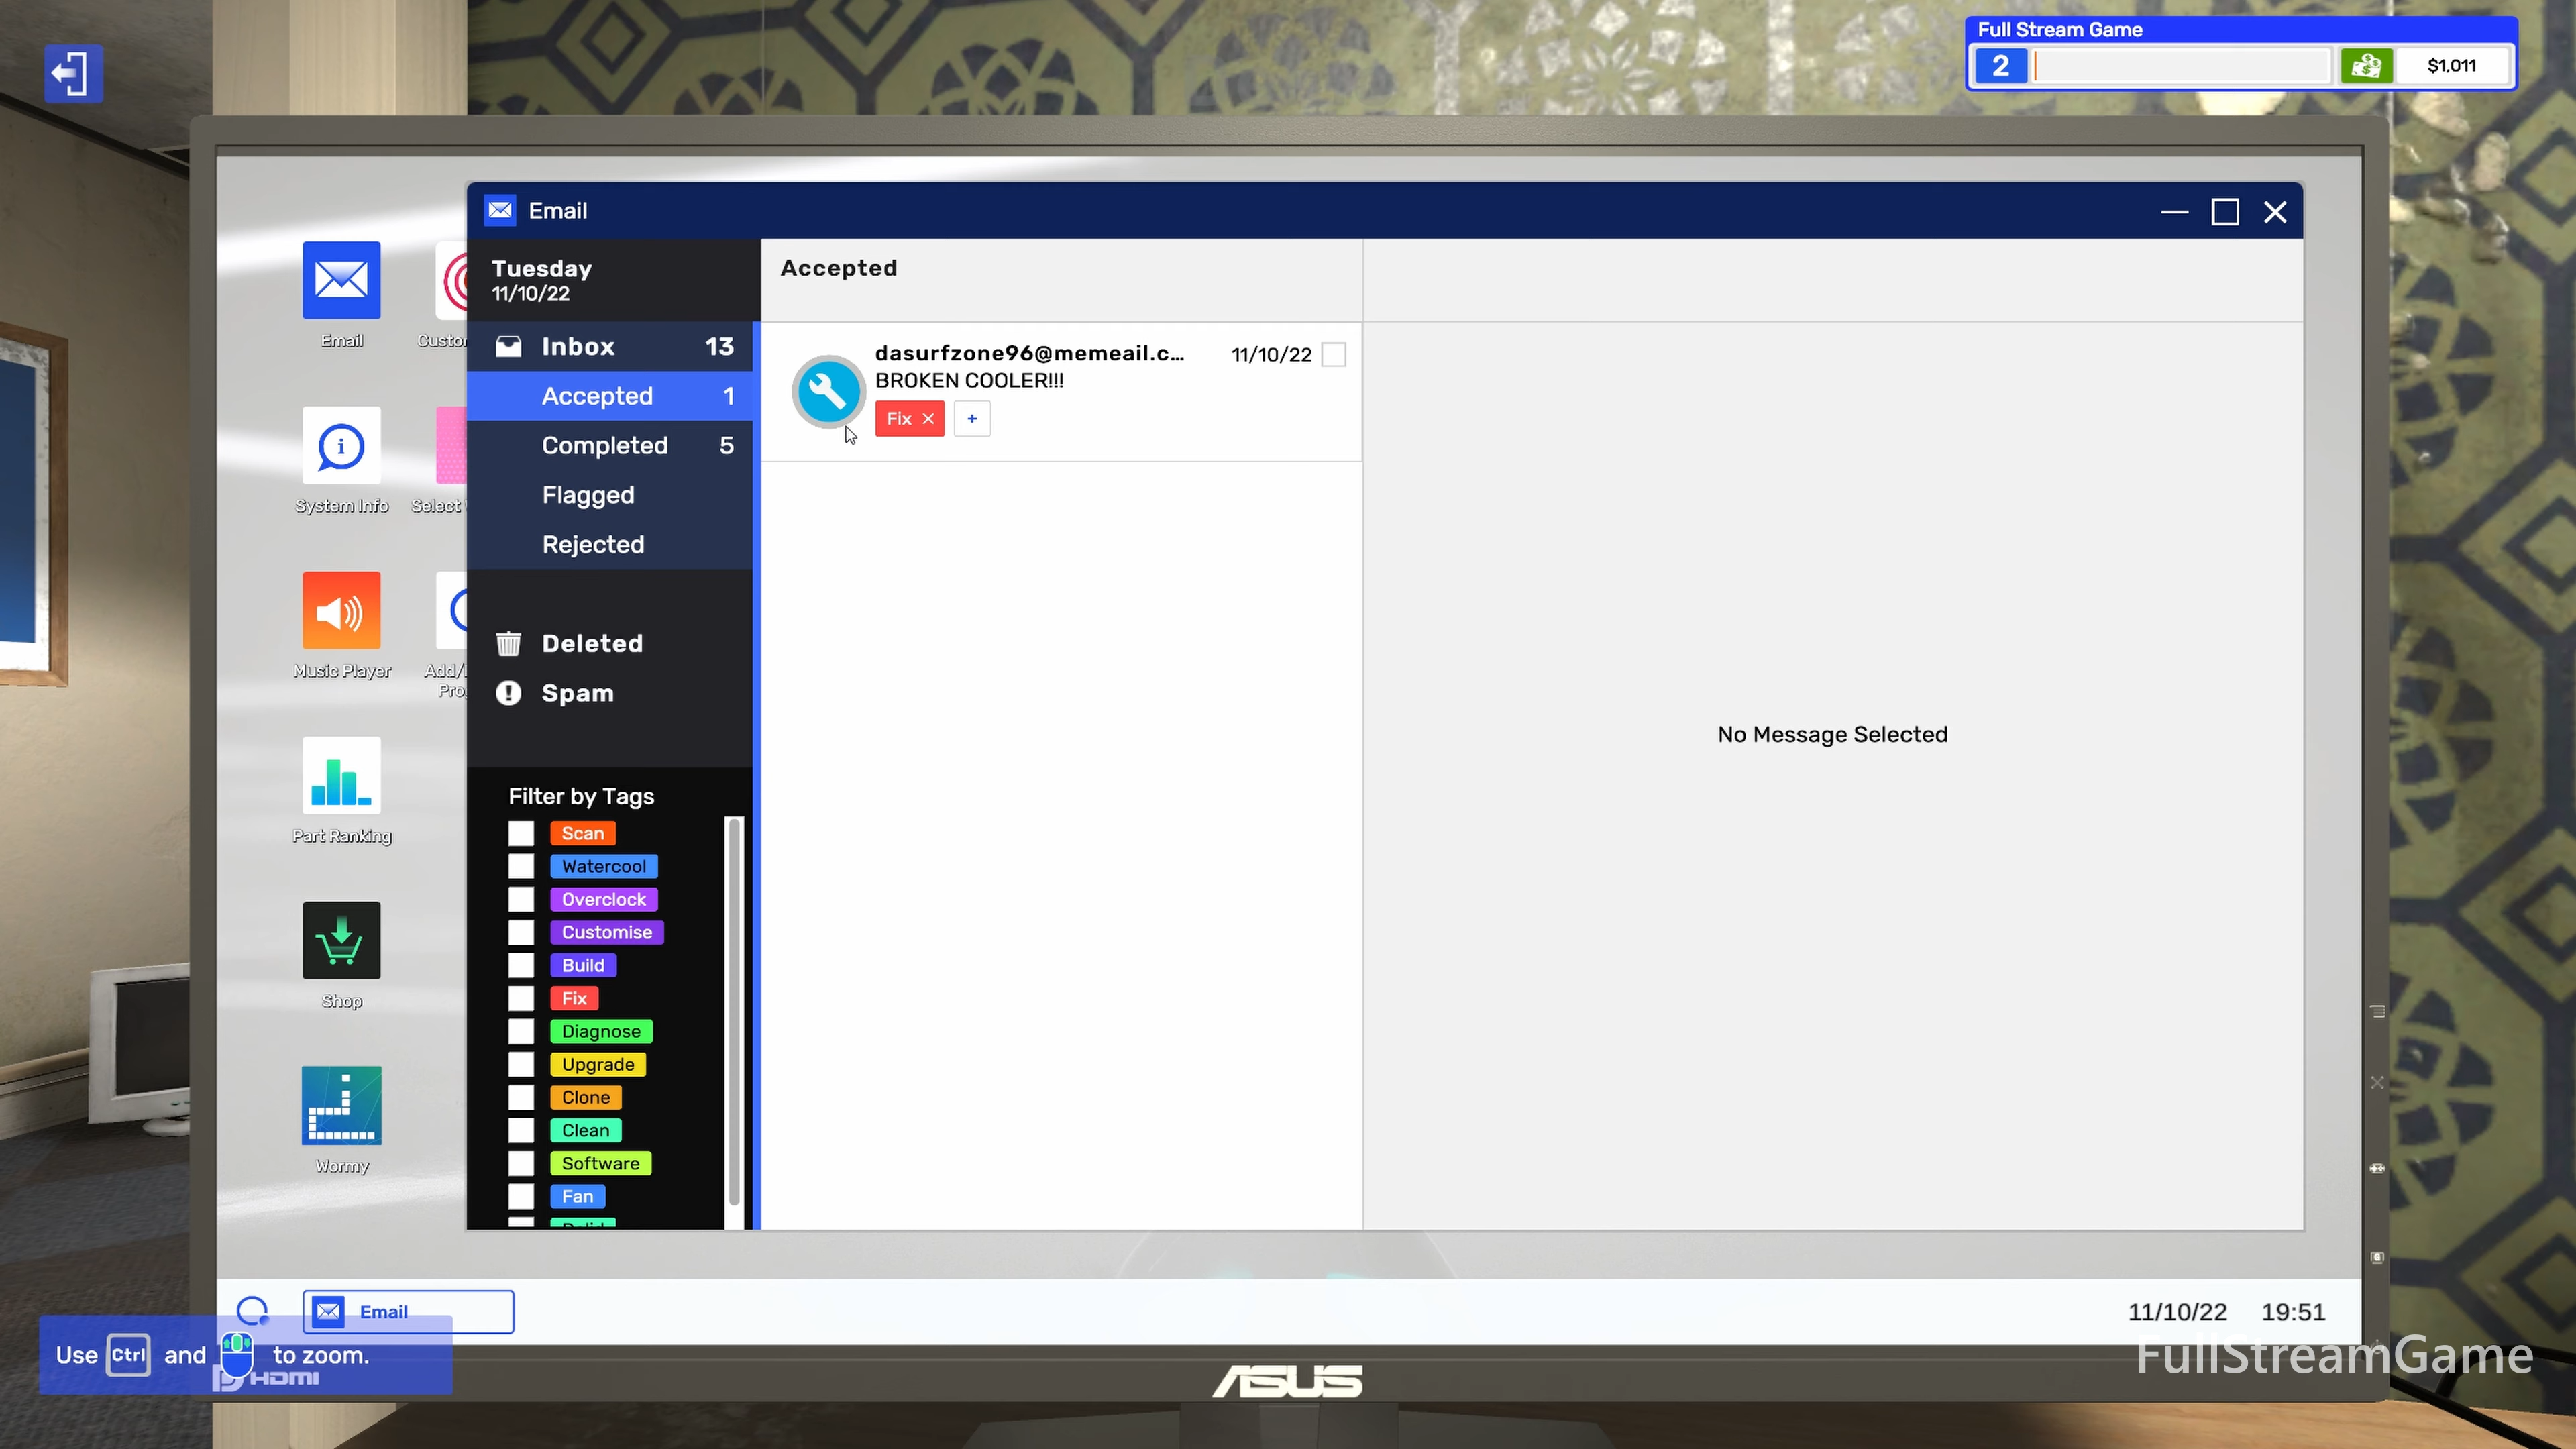 Full Stream Game
2
$1,011
Email
Tuesday
11/10/22
Accepted
Inbox 13
Accepted 1
Completed 5
Flagged
Rejected
Deleted
Spam
dasurfzone96@memeail.c...
11/10/22
BROKEN COOLER!!!
Fix
+
No Message Selected
Filter by Tags
Scan
Watercool
Overclock
Customise
Build
Fix
Diagnose
Upgrade
Clone
Clean
Software
Fan
Email
System Info
Select
Music Player
Part Ranking
Shop
Wormy
Email
11/10/22 19:51
Use Ctrl and to zoom.
HDMI
ASUS
FullStreamGame